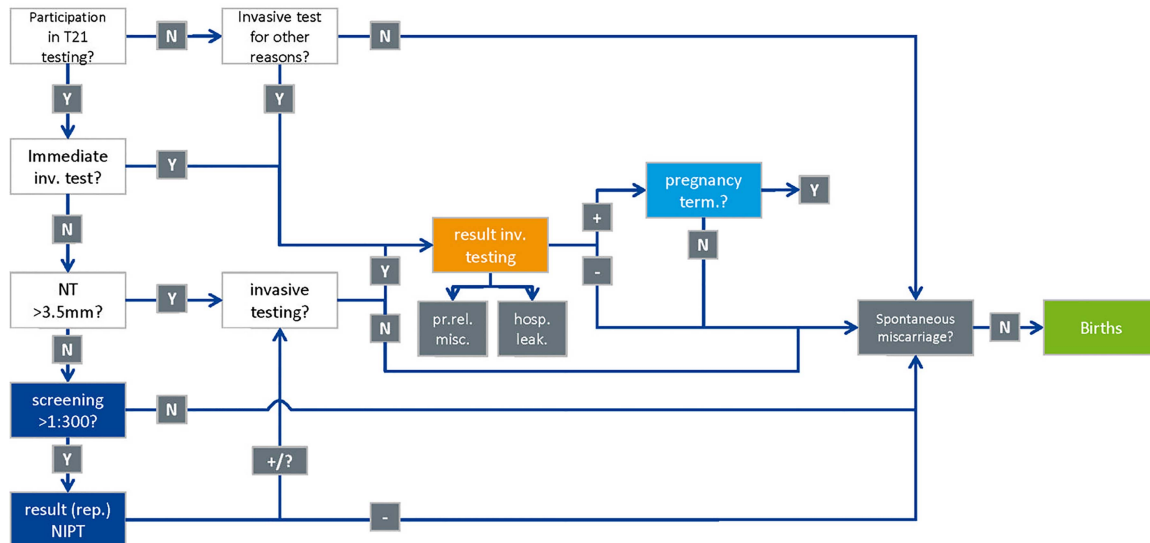 Participation
in T21
testing?
N
Invasive test
for other
reasons?
N
Y
Y
Immediate
inv. test?
Y
pregnancy
term.?
Y
N
+
result inv.
testing
N
-
NT
>3.5mm?
Y
invasive
testing?
Y
N
pr.rel.
misc.
hosp.
leak.
Spontaneous
miscarriage?
N
Births
N
screening
>1:300?
N
Y
+/?
result (rep.)
NIPT
-